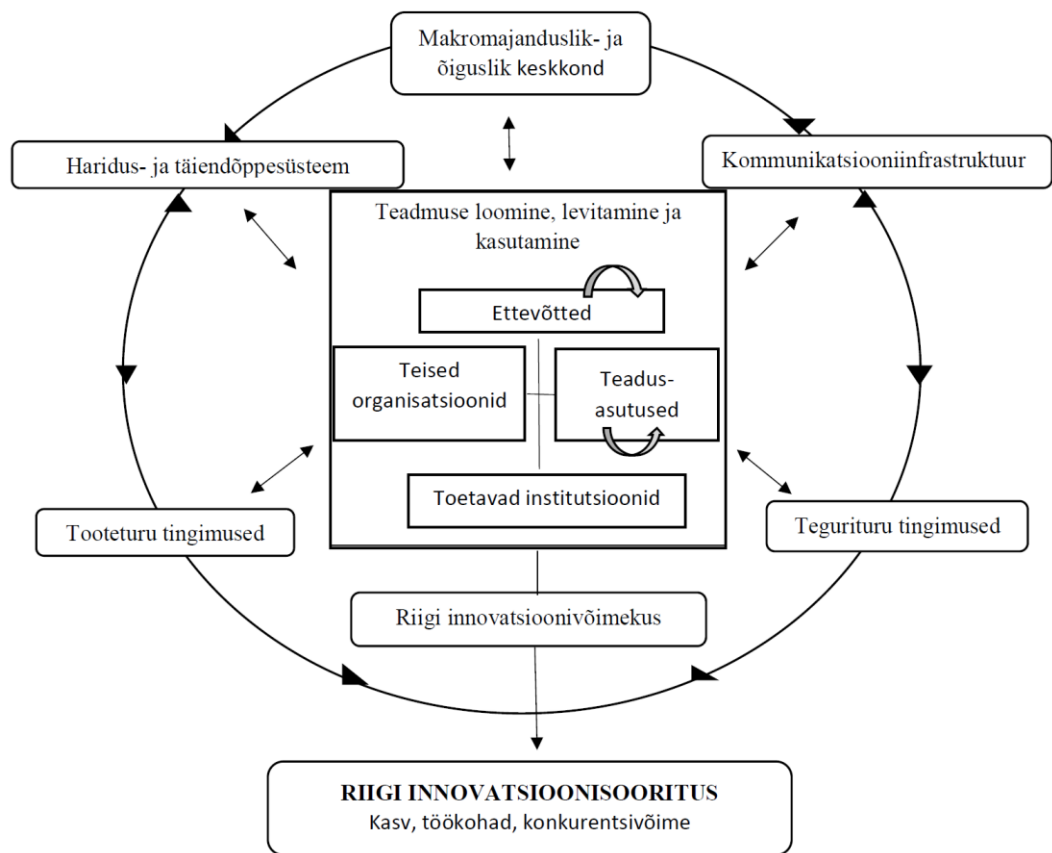 Makromajanduslik- ja
õiguslik keskkond
Haridus- ja täiendõppesüsteem
Kommunikatsiooniinfrastruktuur
Teadmuse loomine, levitamine ja
kasutamine
Ettevõtted
Teised
organisatsioonid
Teadus-
asutused
Toetavad institutsioonid
Tooteturu tingimused
Tegurituru tingimused
Riigi innovatsioonivõimekus
RIIGI INNOVATSIOONISOORITUS
Kasv, töökohad, konkurentsivõime